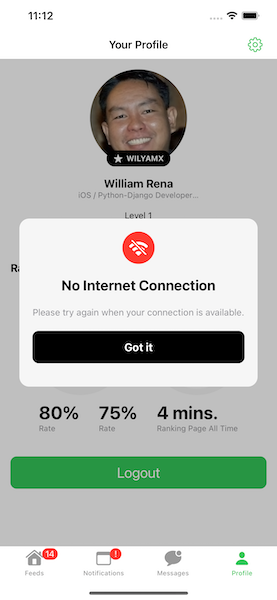 11:12
Your Profile
WILYAMX
William Rena
iOS / Python-Django Developer...
Level 1
No Internet Connection
Please try again when your connection is available.
Got it
80%
75%
4 mins.
Rate
Rate
Ranking Page All Time
Logout
14
!
Feeds
Notifications
Messages
Profile